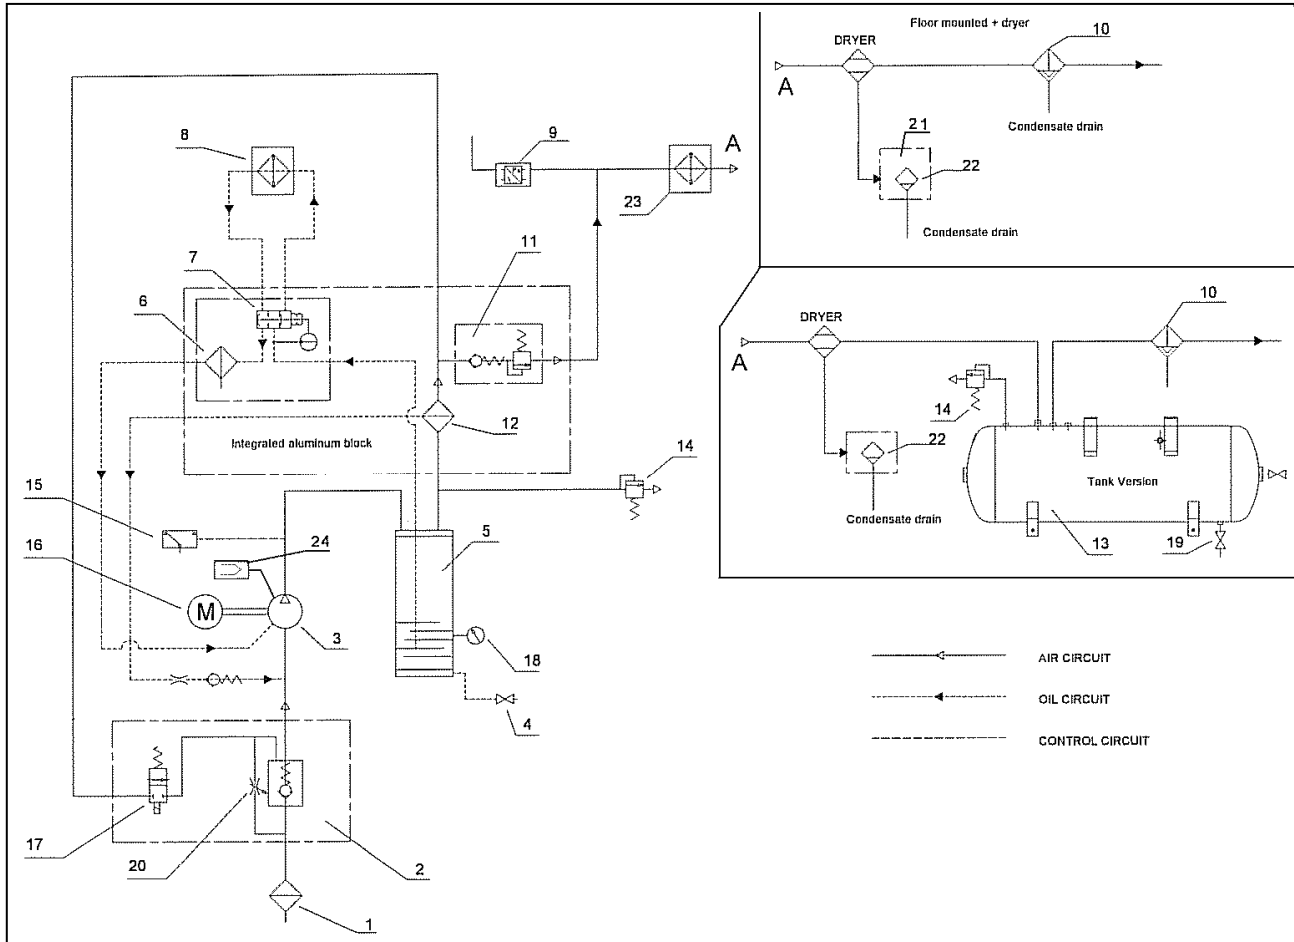 Floor mounted + dryer
10
DRYER
A
Condensate drain
21
22
Condensate drain
8
9
A
23
7
11
6
12
Integrated aluminum block
14
15
24
5
16
M
3
18
4
17
20
2
1
10
DRYER
A
14
22
Tank Version
Condensate drain
13
19
AIR CIRCUIT
OIL CIRCUIT
CONTROL CIRCUIT